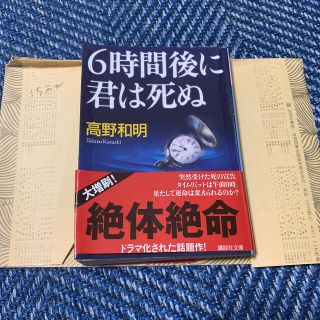 6時間後に
君は死ぬ
高野和明
Takano Kazuaki
大増刷!
突然受けた死の宣告。
タイムリミットは午前0時。
果たして運命は変えられるのか?
絶体絶命
ドラマ化された話題作!
講談社文庫